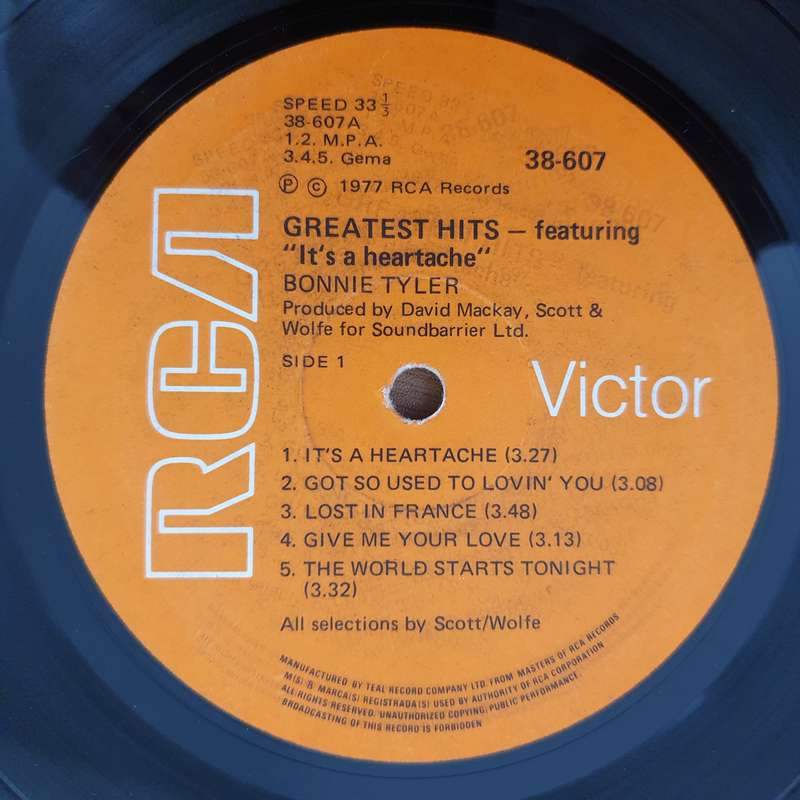 SPEED 33 1/3
38-607A
1.2. M.P.A.
3.4.5. Gema
38-607
Ⓟ © 1977 RCA Records
GREATEST HITS — featuring
"It's a heartache"
BONNIE TYLER
Produced by David Mackay, Scott &
Wolfe for Soundbarrier Ltd.
SIDE 1
RCA
Victor
1. IT'S A HEARTACHE (3.27)
2. GOT SO USED TO LOVIN' YOU (3.08)
3. LOST IN FRANCE (3.48)
4. GIVE ME YOUR LOVE (3.13)
5. THE WORLD STARTS TONIGHT
(3.32)
All selections by Scott/Wolfe
MANUFACTURED BY TEAL RECORD COMPANY LTD. FROM MASTERS OF RCA RECORDS
M(S) ® MARCA(S) REGISTRADA(S) USED BY AUTHORITY OF RCA CORPORATION
ALL RIGHTS RESERVED. UNAUTHORIZED COPYING; PUBLIC PERFORMANCE
BROADCASTING OF THIS RECORD IS FORBIDDEN